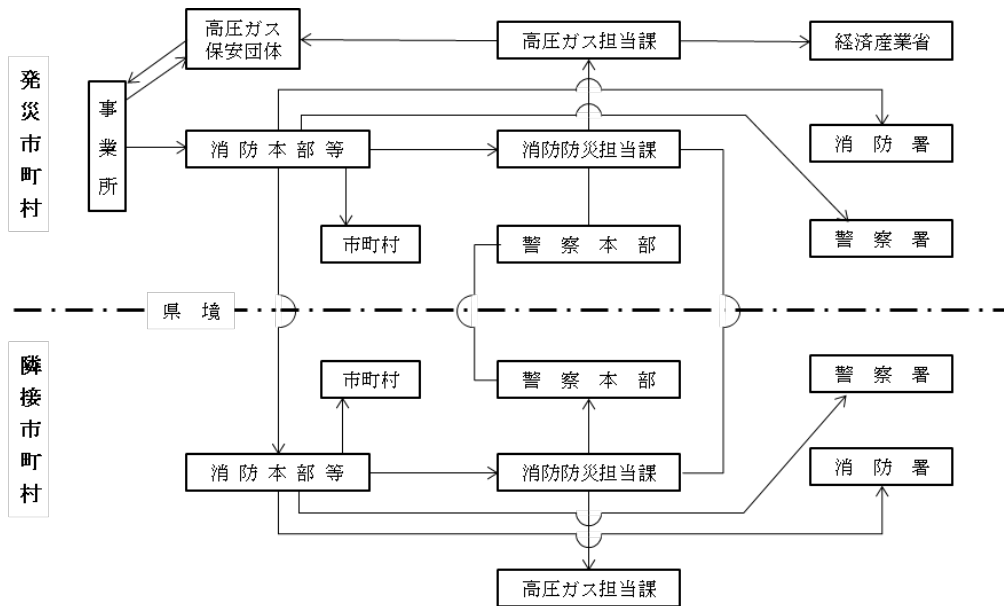 高圧ガス
保安団体
高圧ガス担当課
経済産業省
発災市町村
事業所
消防本部等
消防防災担当課
消防署
市町村
警察本部
警察署
県境
隣接市町村
市町村
警察本部
警察署
消防本部等
消防防災担当課
消防署
高圧ガス担当課